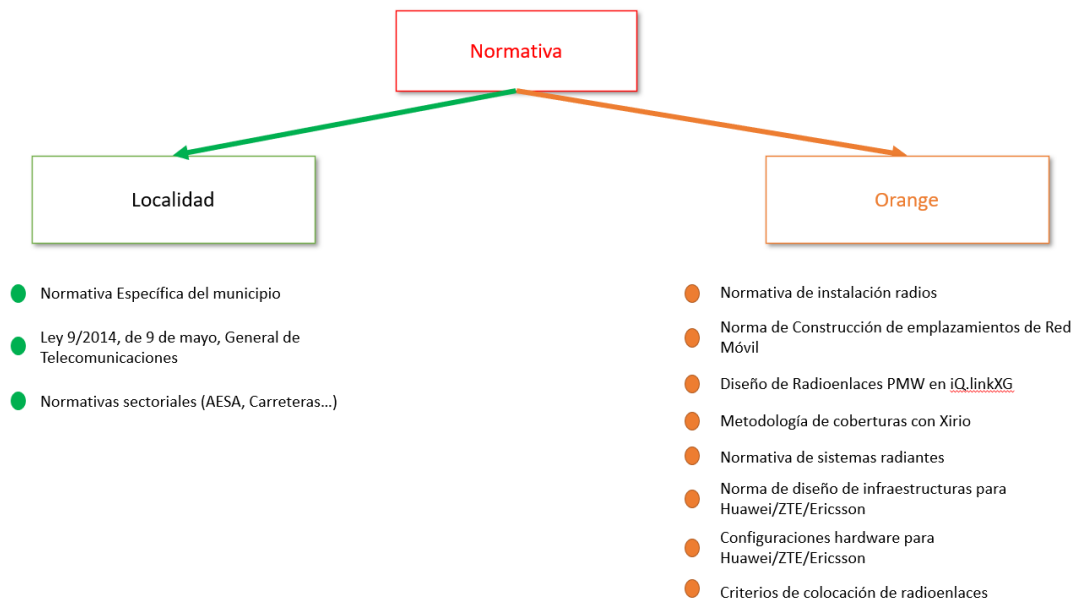 Normativa
Localidad
Normativa Específica del municipio
Ley 9/2014, de 9 de mayo, General de
Telecomunicaciones
Normativas sectoriales (AESA, Carreteras…)
Orange
Normativa de instalación radios
Norma de Construcción de emplazamientos de Red
Móvil
Diseño de Radioenlaces PMW en iQ.linkXG
Metodología de coberturas con Xirio
Normativa de sistemas radiantes
Norma de diseño de infraestructuras para
Huawei/ZTE/Ericsson
Configuraciones hardware para
Huawei/ZTE/Ericsson
Criterios de colocación de radioenlaces